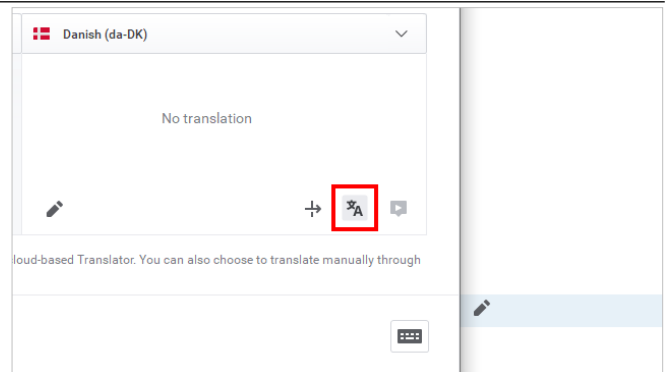 Danish (da-DK)
No translation
loud-based Translator. You can also choose to translate manually through